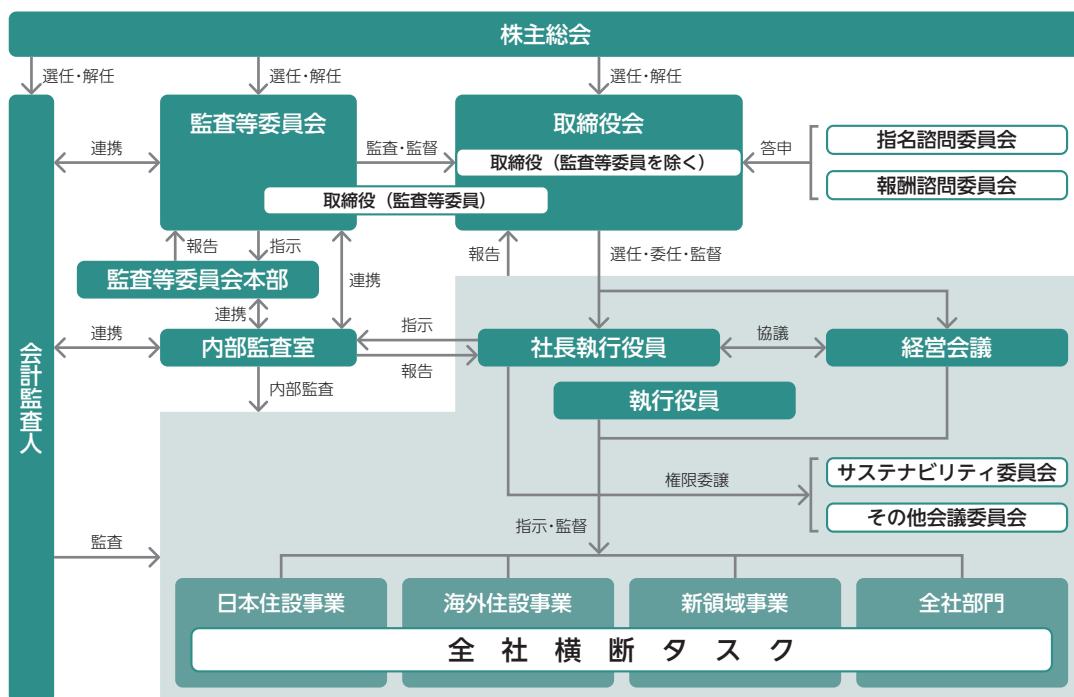 株主総会
選任・解任
選任・解任
選任・解任
監査等委員会
取締役会
連携
監査・監督
取締役（監査等委員を除く）
答申
指名諮問委員会
報酬諮問委員会
取締役（監査等委員）
報告
指示
連携
報告
選任・委任・監督
監査等委員会本部
連携
会計監査人
連携
内部監査室
指示
報告
社長執行役員
協議
経営会議
内部監査
執行役員
権限委譲
サステナビリティ委員会
その他会議委員会
指示・監督
監査
日本住設事業
海外住設事業
新領域事業
全社部門
全社横断タスク